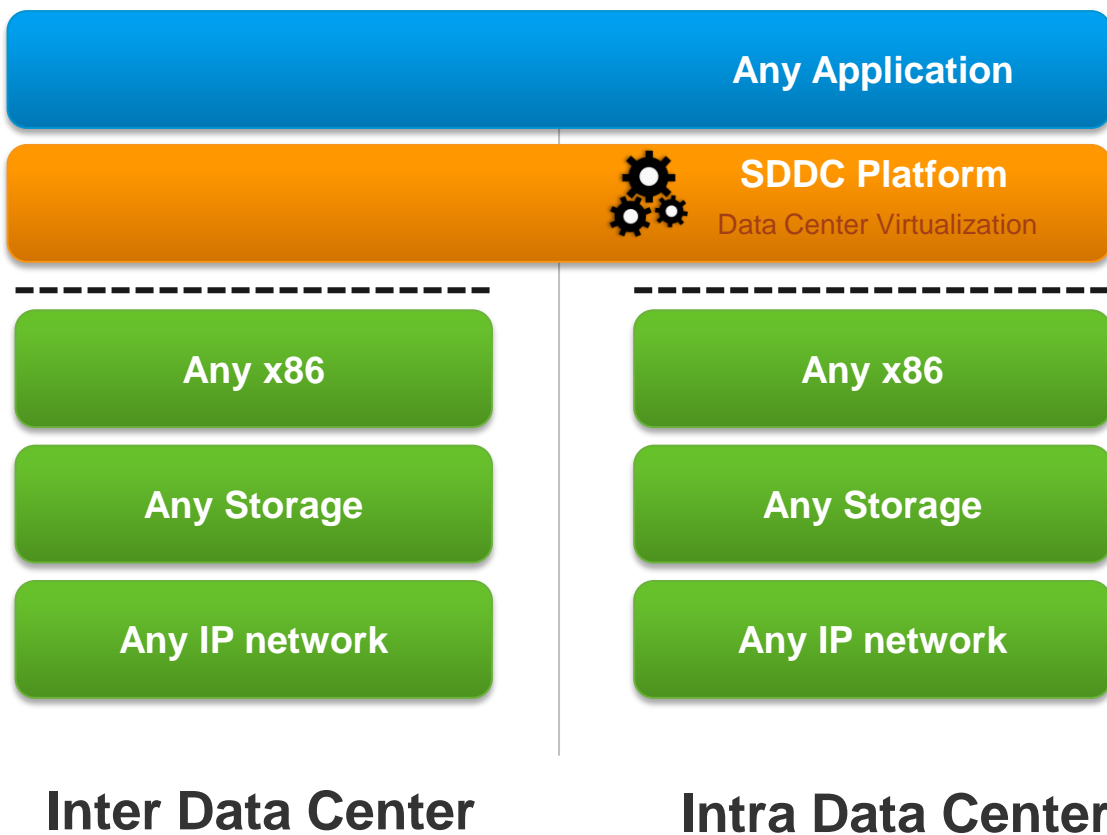 Any Application
SDDC Platform
Data Center Virtualization
Any x86
Any Storage
Any IP network
Inter Data Center
Any x86
Any Storage
Any IP network
Intra Data Center